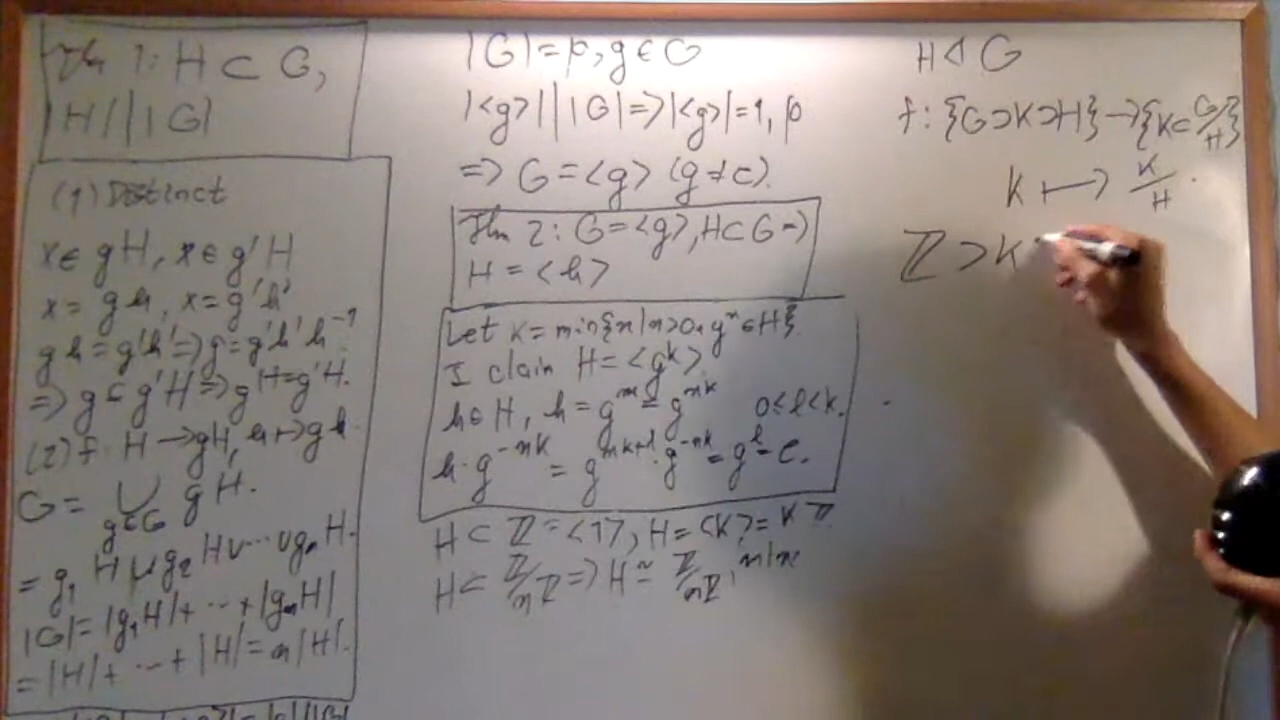 Thm 1: H ⊂ G,
|H| | |G|
(1) Distinct
x ∈ gH, x ∈ g'H
x = gh, x = g'h'
gh = g'h' => g = g'h'h⁻¹
=> g ∈ g'H => gH = g'H.
(2) f: H → gH, h ↦ gh.
G = ∪_{g∈G} gH.
= g₁H ∪ g₂H ∪ ... ∪ gₙH.
|G| = |g₁H| + ... + |gₙH|
= |H| + ... + |H| = n|H|.
|G| = p, g ∈ G
|<g>| | |G| => |<g>| = 1, p
=> G = <g> (g ≠ e).
Thm 2: G = <g>, H ⊂ G =>
H = <h>
Let k = min{n | n > 0, gⁿ ∈ H}.
I claim H = <gᵏ>
h ∈ H, h = gᵐ = gⁿᵏ 0 ≤ l < k.
h · g⁻ⁿᵏ = gⁿᵏ⁺ˡ · g⁻ⁿᵏ = gˡ = e.
H ⊂ ℤ = <1>, H = <k> = kℤ
H ⊂ ℤ/nℤ => H ≃ ℤ/mℤ, m|n
H ◁ G
f: {G ⊃ K ⊃ H} → {K ⊂ G/H}
K ↦ K/H.
ℤ ⊃ K